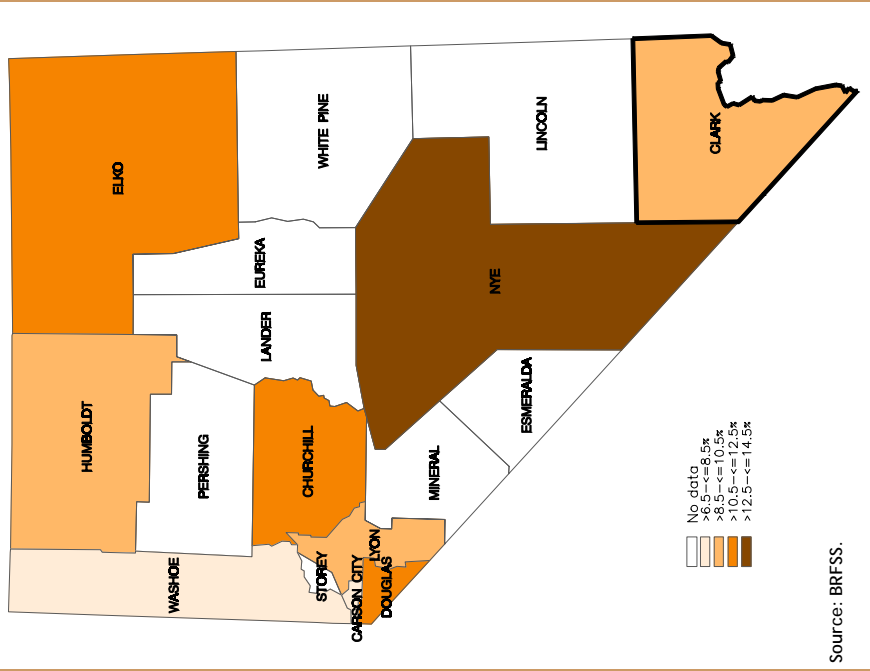 WASHOE
HUMBOLDT
ELKO
PERSHING
LANDER
EUREKA
WHITE PINE
STOREY
CHURCHILL
CARSON CITY
LYON
DOUGLAS
MINERAL
NYE
LINCOLN
ESMERALDA
CLARK
No data
>6.5-<=8.5%
>8.5-<=10.5%
>10.5-<=12.5%
>12.5-<=14.5%
Source: BRFSS.